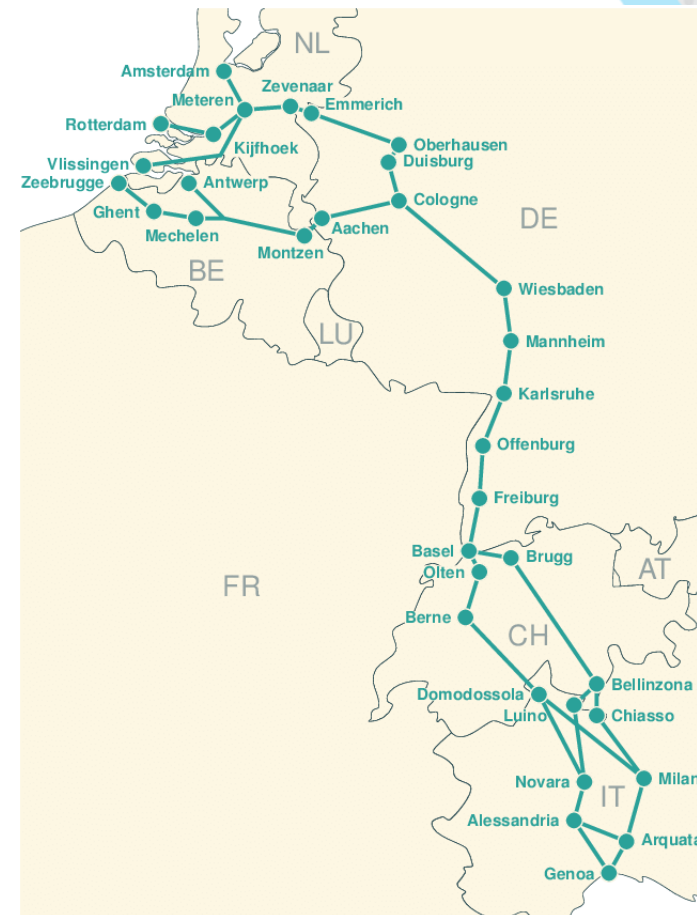 NL
Amsterdam
Zevenaar
Meteren
Emmerich
Rotterdam
Kijfhoek
Oberhausen
Vlissingen
Duisburg
Zeebrugge
Antwerp
Cologne
Ghent
DE
Aachen
Mechelen
Montzen
BE
Wiesbaden
LU
Mannheim
Karlsruhe
Offenburg
Freiburg
Basel
Brugg
Olten
AT
FR
Berne
CH
Bellinzona
Domodossola
Luino
Chiasso
Novara
Milan
IT
Alessandria
Arquata
Genoa